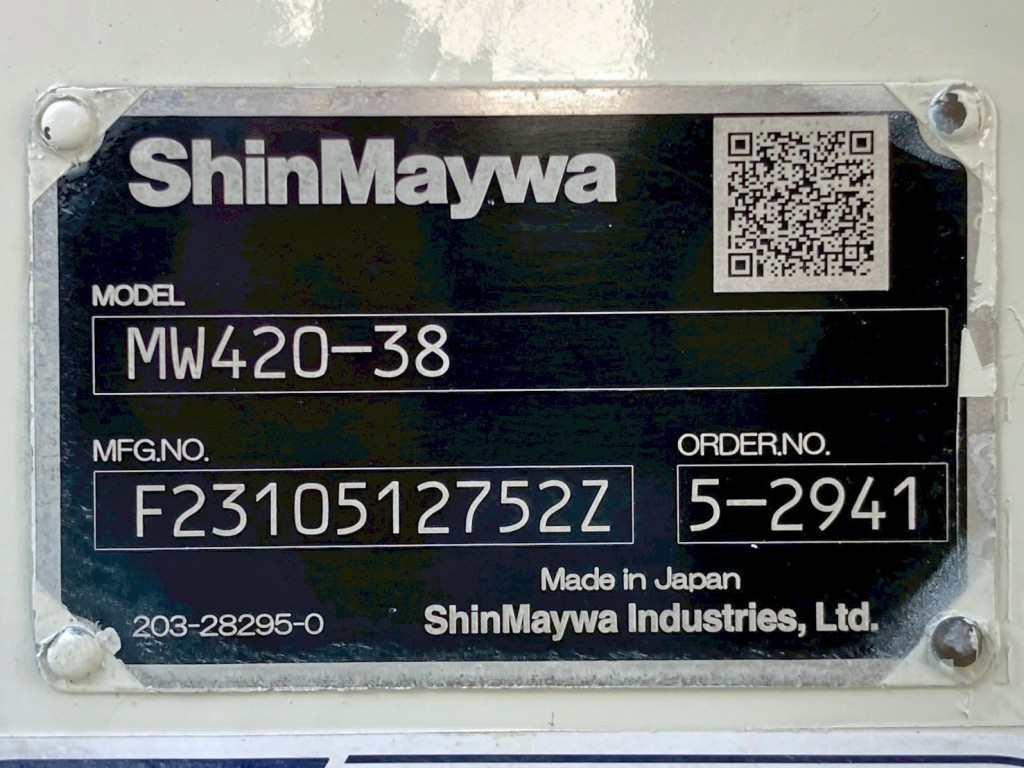 ShinMaywa
MODEL
MW420-38
MFG.NO. ORDER.NO.
F2310512752Z 5-2941
Made in Japan
203-28295-0 ShinMaywa Industries, Ltd.